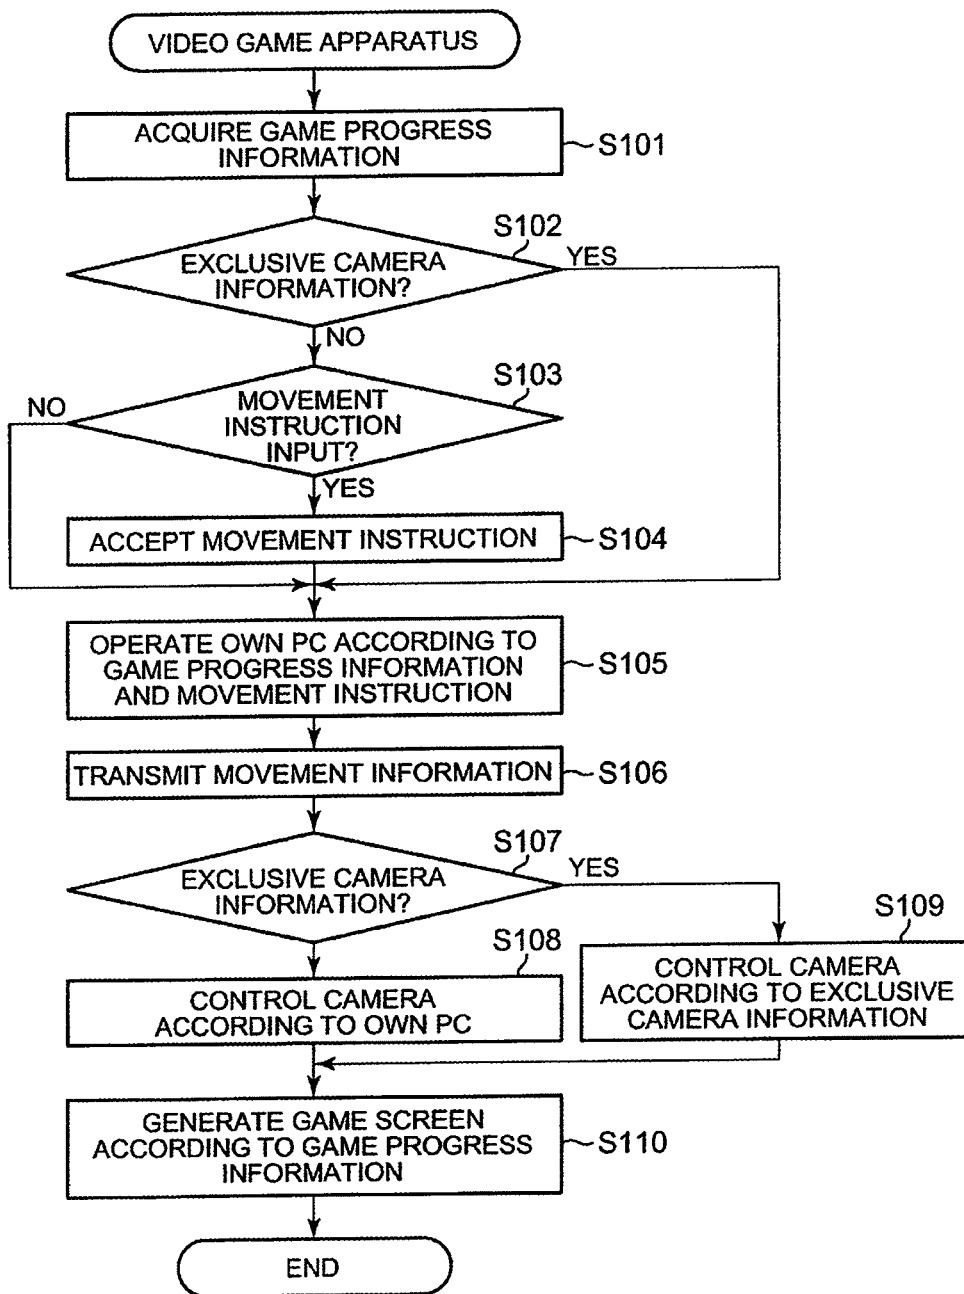 VIDEO GAME APPARATUS
ACQUIRE GAME PROGRESS
INFORMATION
S101
S102
EXCLUSIVE CAMERA
INFORMATION?
YES
NO
S103
NO
MOVEMENT
INSTRUCTION
INPUT?
YES
ACCEPT MOVEMENT INSTRUCTION
S104
OPERATE OWN PC ACCORDING TO
GAME PROGRESS INFORMATION
AND MOVEMENT INSTRUCTION
S105
TRANSMIT MOVEMENT INFORMATION
S106
S107
EXCLUSIVE CAMERA
INFORMATION?
YES
S108
CONTROL CAMERA
ACCORDING TO OWN PC
S109
CONTROL CAMERA
ACCORDING TO EXCLUSIVE
CAMERA INFORMATION
GENERATE GAME SCREEN
ACCORDING TO GAME PROGRESS
INFORMATION
S110
END